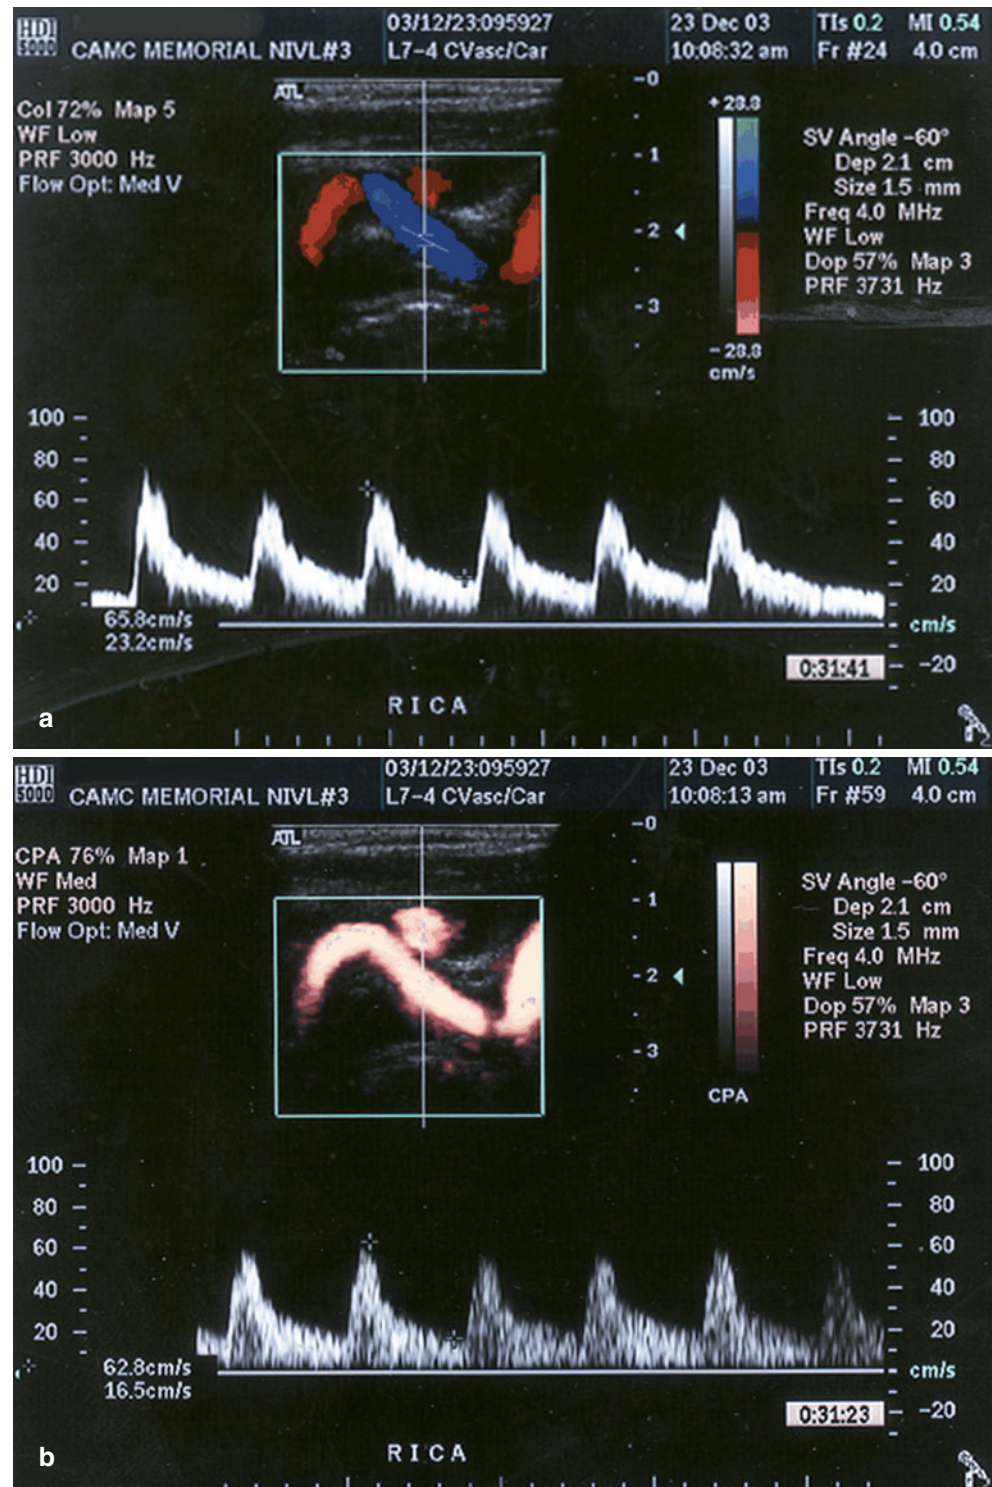 HDI 5000
CAMC MEMORIAL NIVL#3
03/12/23:095927
L7-4 CVasc/Car
23 Dec 03
10:08:32 am
TIs 0.2 MI 0.54
Fr #24 4.0 cm
Col 72% Map 5
WF Low
PRF 3000 Hz
Flow Opt: Med V
ATL
0
1
2
3
+ 28.8
- 28.8
cm/s
SV Angle -60°
Dep 2.1 cm
Size 1.5 mm
Freq 4.0 MHz
WF Low
Dop 57% Map 3
PRF 3731 Hz
100
80
60
40
20
65.8cm/s
23.2cm/s
100
80
60
40
20
cm/s
-20
0:31:41
RICA
a
HDI 5000
CAMC MEMORIAL NIVL#3
03/12/23:095927
L7-4 CVasc/Car
23 Dec 03
10:08:13 am
TIs 0.2 MI 0.54
Fr #59 4.0 cm
CPA 76% Map 1
WF Med
PRF 3000 Hz
Flow Opt: Med V
ATL
0
1
2
3
CPA
SV Angle -60°
Dep 2.1 cm
Size 1.5 mm
Freq 4.0 MHz
WF Low
Dop 57% Map 3
PRF 3731 Hz
100
80
60
40
20
62.8cm/s
16.5cm/s
100
80
60
40
20
cm/s
-20
0:31:23
RICA
b